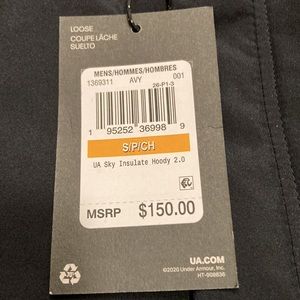 LOOSE
COUPE LÂCHE
SUELTO
MENS/HOMMES/HOMBRES
1369311 AVY 001
26-P1-3
1 95252 36998 9
S/P/CH
UA Sky Insulate Hoody 2.0
MSRP $150.00
UA.COM
©2020 Under Armour, Inc.
HT-908636